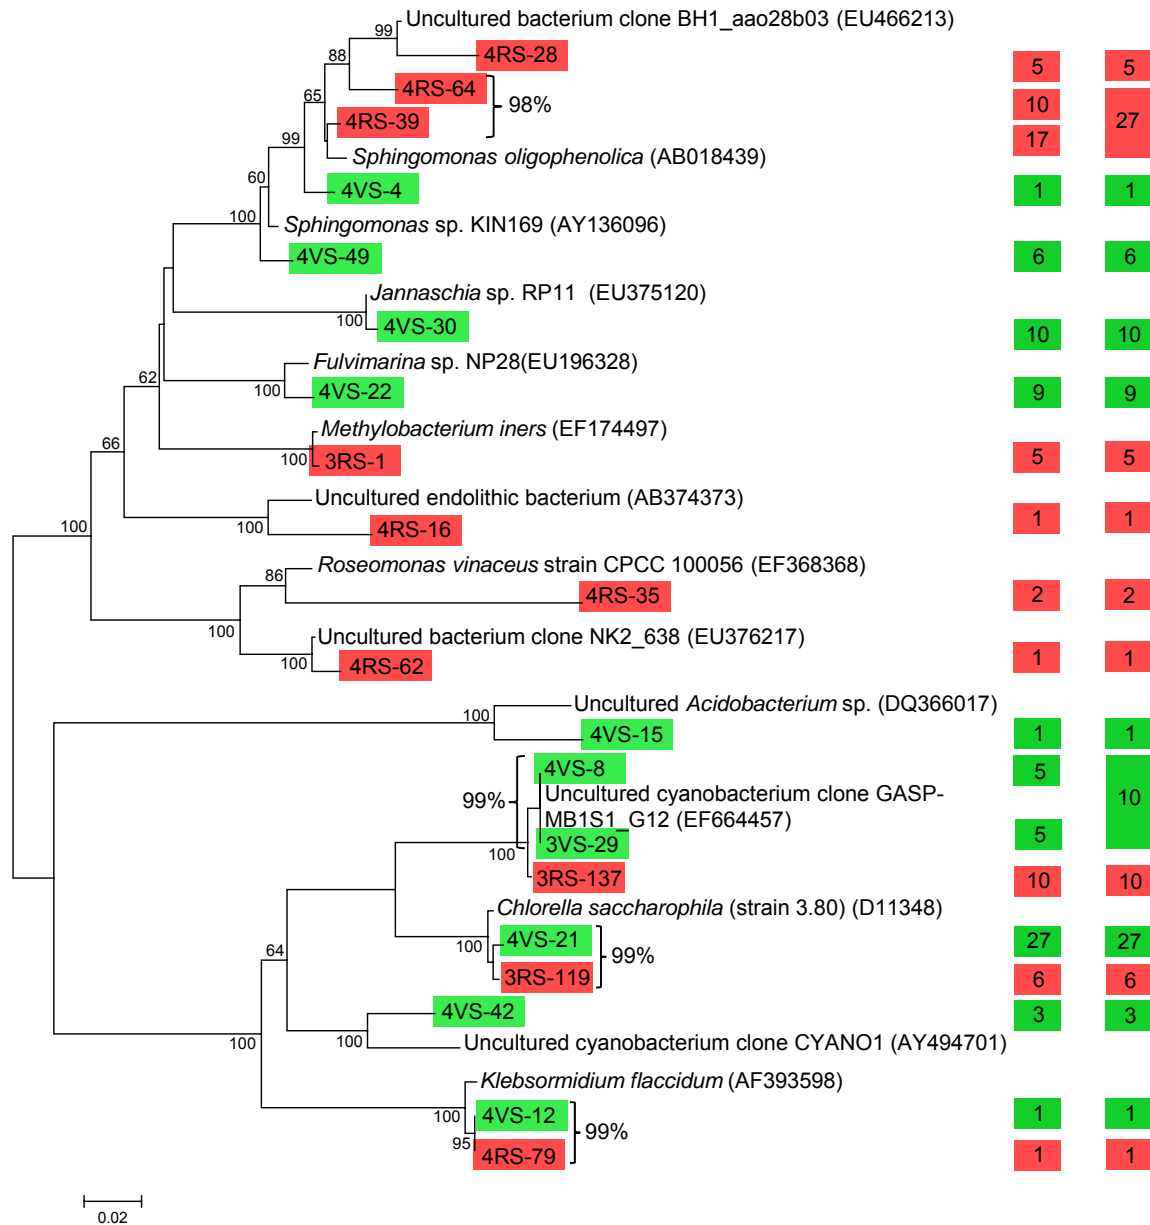 Uncultured bacterium clone BH1_aao28b03 (EU466213)
99
4RS-28
5
5
88
4RS-64
98%
10
27
65
4RS-39
17
99
Sphingomonas oligophenolica (AB018439)
60
4VS-4
1
1
100
Sphingomonas sp. KIN169 (AY136096)
4VS-49
6
6
Jannaschia sp. RP11 (EU375120)
100
4VS-30
10
10
Fulvimarina sp. NP28(EU196328)
62
100
4VS-22
9
9
Methylobacterium iners (EF174497)
66
100
3RS-1
5
5
Uncultured endolithic bacterium (AB374373)
100
100
4RS-16
1
1
Roseomonas vinaceus strain CPCC 100056 (EF368368)
86
4RS-35
2
2
100
Uncultured bacterium clone NK2_638 (EU376217)
100
4RS-62
1
1
Uncultured Acidobacterium sp. (DQ366017)
100
4VS-15
1
1
4VS-8
5
10
99%
Uncultured cyanobacterium clone GASP-
MB1S1_G12 (EF664457)
3VS-29
5
100
3RS-137
10
10
Chlorella saccharophila (strain 3.80) (D11348)
100
4VS-21
99%
27
27
64
3RS-119
6
6
4VS-42
3
3
100
100
Uncultured cyanobacterium clone CYANO1 (AY494701)
Klebsormidium flaccidum (AF393598)
100
4VS-12
99%
1
1
95
4RS-79
1
1
0.02